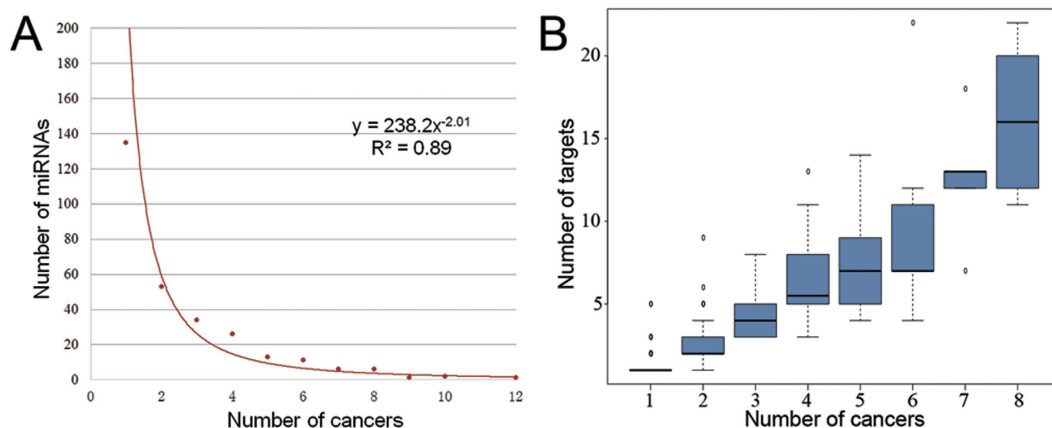 A
Number of miRNAs
200
180
160
140
120
100
80
60
40
20
0
0 2 4 6 8 10 12
Number of cancers
y = 238.2x^-2.01
R² = 0.89
B
Number of targets
20
15
10
5
1 2 3 4 5 6 7 8
Number of cancers